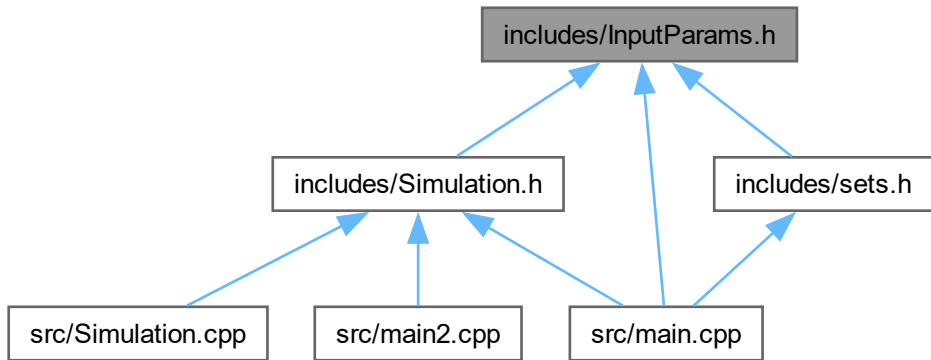 includes/InputParams.h
includes/Simulation.h
includes/sets.h
src/Simulation.cpp
src/main2.cpp
src/main.cpp